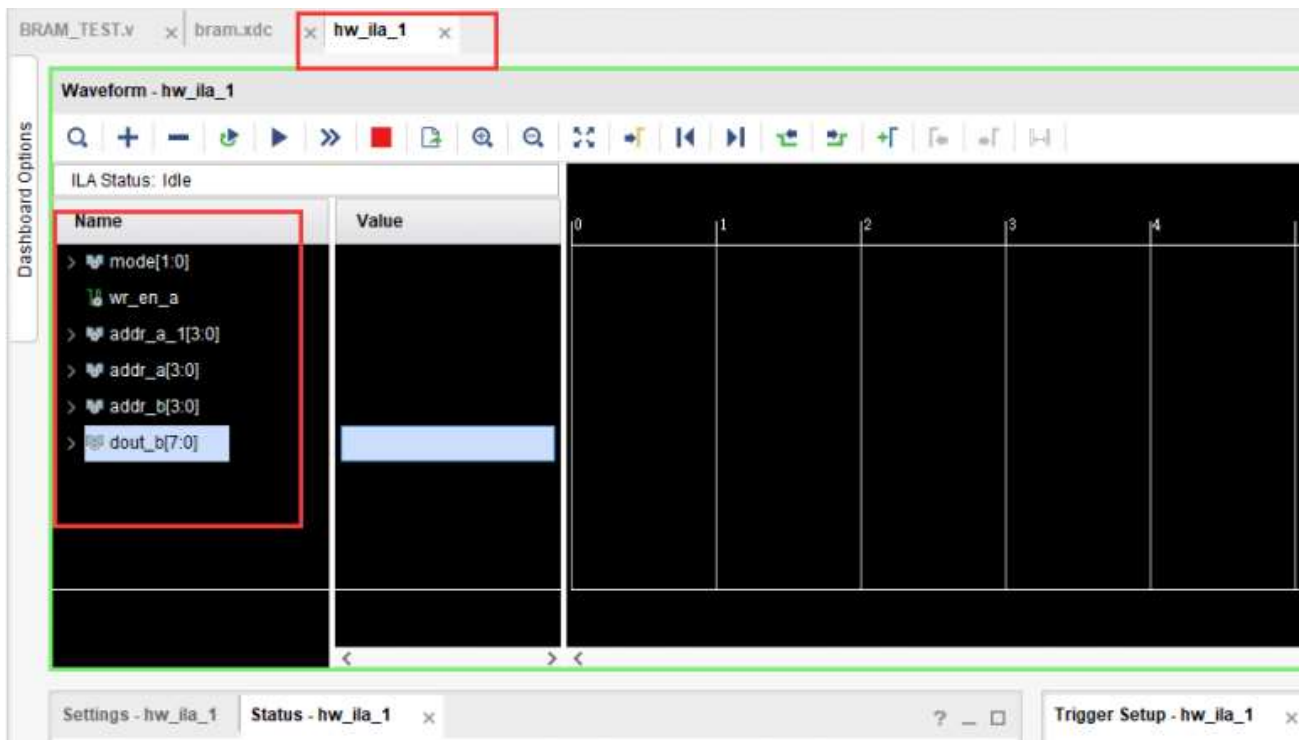 BRAM_TEST.v bram.xdc hw_ila_1
Dashboard Options
Waveform - hw_ila_1
ILA Status: Idle
Name Value 0 1 2 3 4
mode[1:0]
wr_en_a
addr_a_1[3:0]
addr_a[3:0]
addr_b[3:0]
dout_b[7:0]
Settings - hw_ila_1 Status - hw_ila_1 ? Trigger Setup - hw_ila_1